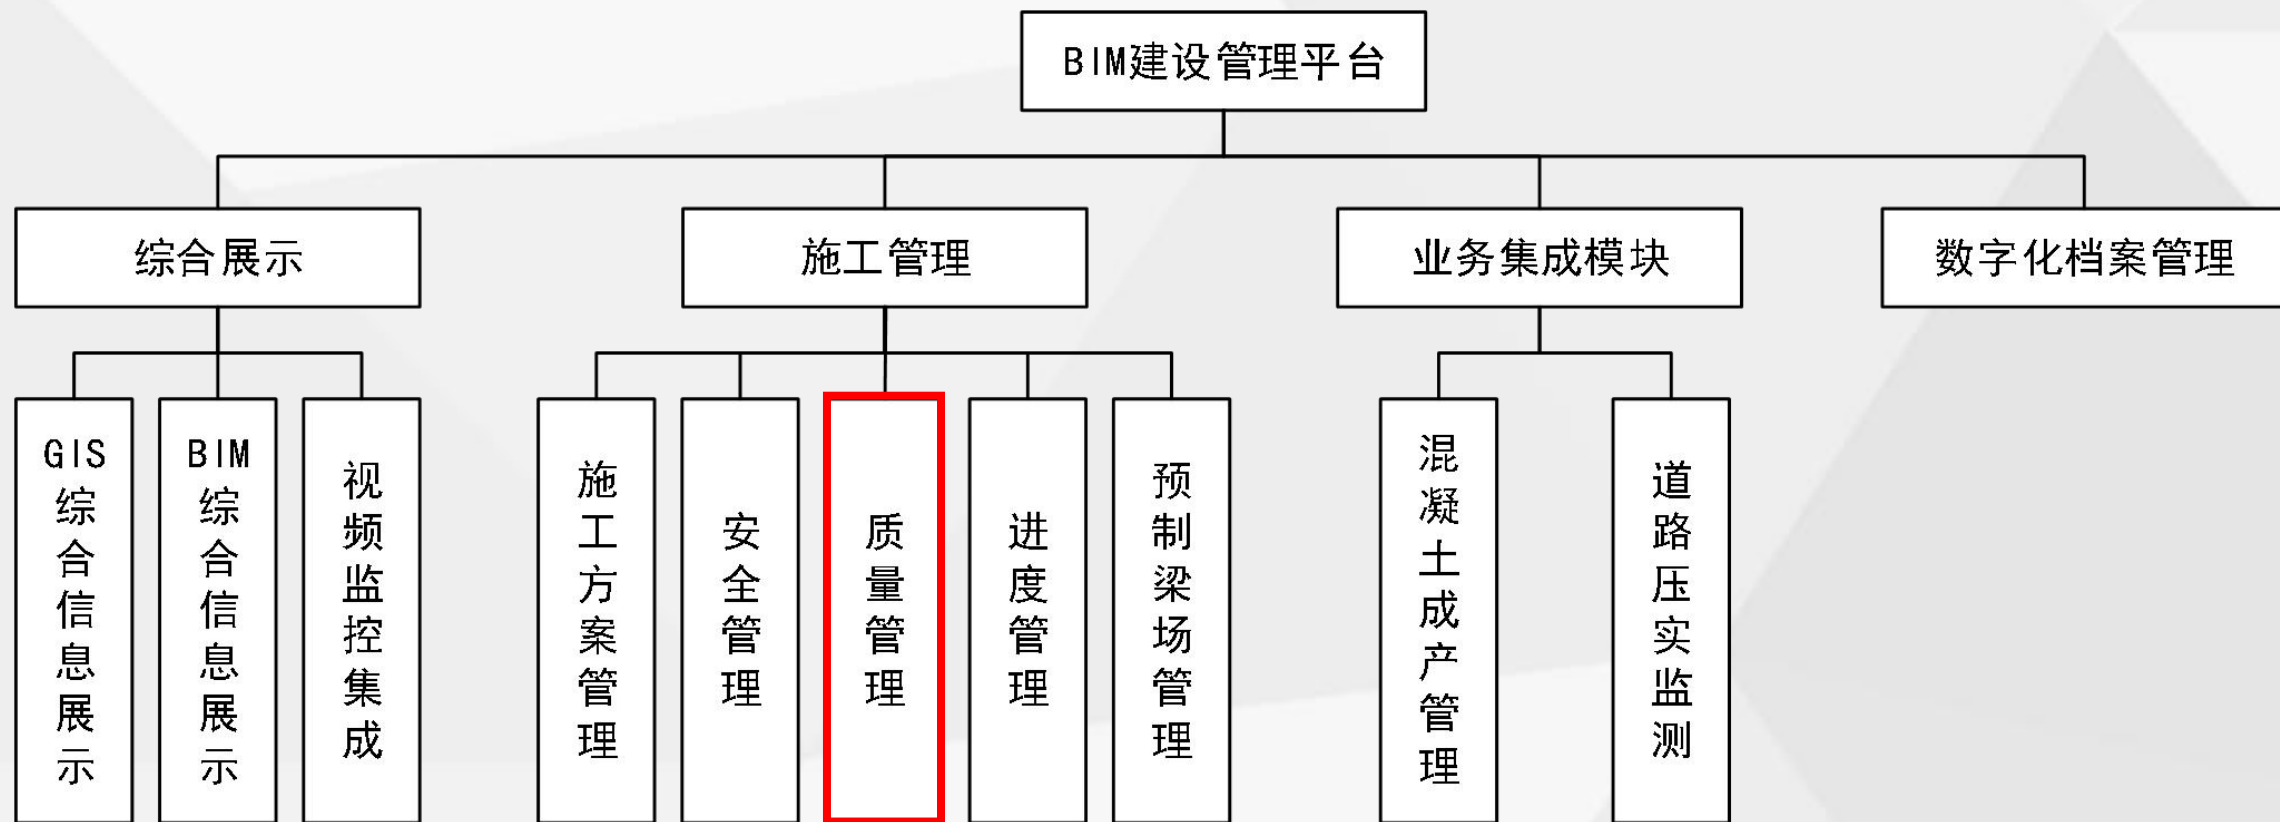 BIM建设管理平台
综合展示
施工管理
业务集成模块
数字化档案管理
GIS综合信息展示
BIM综合信息展示
视频监控集成
施工方案管理
安全管理
质量管理
进度管理
预制梁场管理
混凝土成产管理
道路压实监测